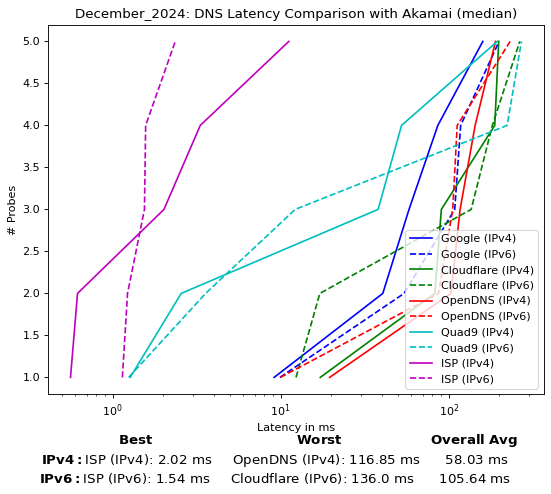 December_2024: DNS Latency Comparison with Akamai (median)
5.0
4.5
4.0
3.5
3.0
2.5
2.0
1.5
1.0
# Probes
Google (IPv4)
Google (IPv6)
Cloudflare (IPv4)
Cloudflare (IPv6)
OpenDNS (IPv4)
OpenDNS (IPv6)
Quad9 (IPv4)
Quad9 (IPv6)
ISP (IPv4)
ISP (IPv6)
10⁰ 10¹ 10²
Latency in ms
Best Worst Overall Avg
IPv4: ISP (IPv4): 2.02 ms OpenDNS (IPv4): 116.85 ms 58.03 ms
IPv6: ISP (IPv6): 1.54 ms Cloudflare (IPv6): 136.0 ms 105.64 ms